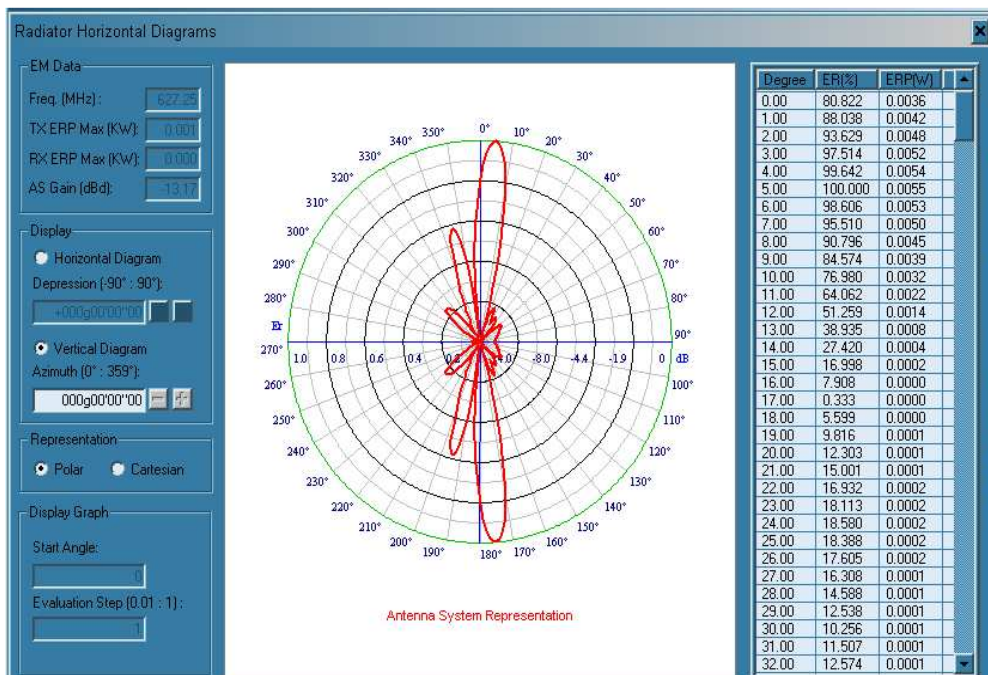 Radiator Horizontal Diagrams
EM Data
Freq. (MHz) : 627.25
TX ERP Max (KW): 0.001
RX ERP Max (KW): 0.000
AS Gain (dBd): -13.17
Display
Horizontal Diagram
Depression (-90° : 90°):
+000g00'00''00
Vertical Diagram
Azimuth (0° : 359°):
000g00'00''00
Representation
Polar Cartesian
Display Graph
Start Angle:
0
Evaluation Step (0.01 : 1) :
1
0° 10° 20° 30° 40° 50° 60° 70° 80° 90° 100° 110° 120° 130° 140° 150° 160° 170° 180° 190° 200° 210° 220° 230° 240° 250° 260° 270° 280° 290° 300° 310° 320° 330° 340° 350°
Er
1.0 0.8 0.6 0.4 -8.0 -4.4 -1.9 0 dB
Antenna System Representation
Degree ER(%) ERP(W)
0.00 80.822 0.0036
1.00 88.038 0.0042
2.00 93.629 0.0048
3.00 97.514 0.0052
4.00 99.642 0.0054
5.00 100.000 0.0055
6.00 98.606 0.0053
7.00 95.510 0.0050
8.00 90.796 0.0045
9.00 84.574 0.0039
10.00 76.980 0.0032
11.00 64.062 0.0022
12.00 51.259 0.0014
13.00 38.935 0.0008
14.00 27.420 0.0004
15.00 16.998 0.0002
16.00 7.908 0.0000
17.00 0.333 0.0000
18.00 5.599 0.0000
19.00 9.816 0.0001
20.00 12.303 0.0001
21.00 15.001 0.0001
22.00 16.932 0.0002
23.00 18.113 0.0002
24.00 18.580 0.0002
25.00 18.388 0.0002
26.00 17.605 0.0002
27.00 16.308 0.0001
28.00 14.588 0.0001
29.00 12.538 0.0001
30.00 10.256 0.0001
31.00 11.507 0.0001
32.00 12.574 0.0001